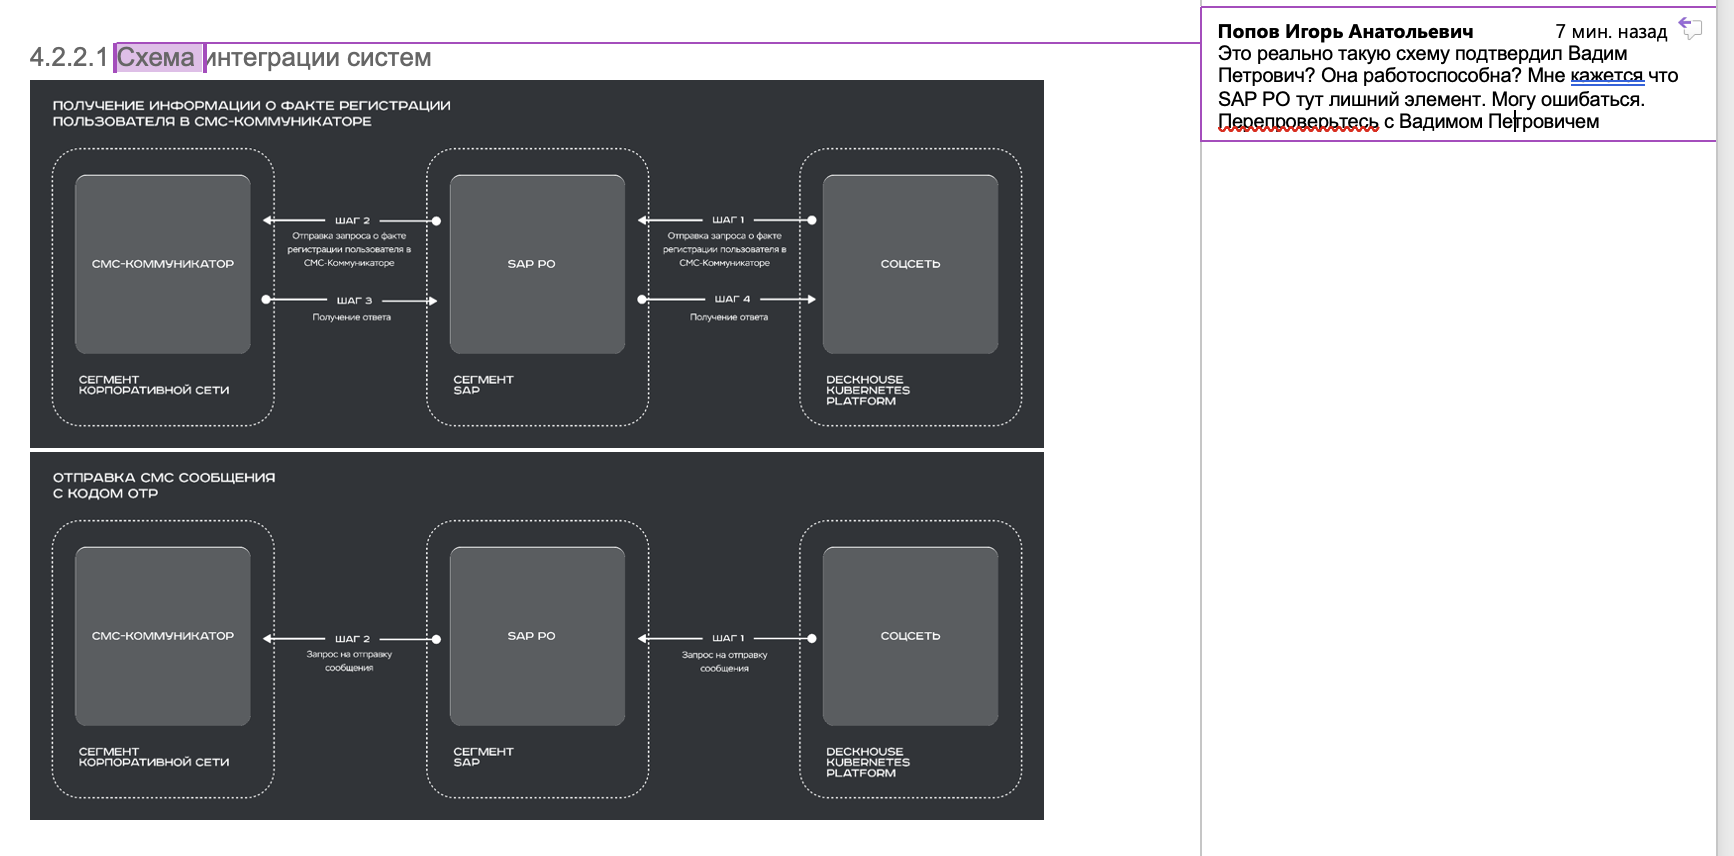 4.2.2.1 Схема интеграции систем
ПОЛУЧЕНИЕ ИНФОРМАЦИИ О ФАКТЕ РЕГИСТРАЦИИ
ПОЛЬЗОВАТЕЛЯ В СМС-КОММУНИКАТОРЕ
СМС-КОММУНИКАТОР
СЕГМЕНТ
КОРПОРАТИВНОЙ СЕТИ
ШАГ 2
Отправка запроса о факте
регистрации пользователя в
СМС-Коммуникаторе
ШАГ 3
Получение ответа
SAP PO
СЕГМЕНТ
SAP
ШАГ 1
Отправка запроса о факте
регистрации пользователя в
СМС-Коммуникаторе
ШАГ 4
Получение ответа
СОЦСЕТЬ
DECKHOUSE
KUBERNETES
PLATFORM
ОТПРАВКА СМС СООБЩЕНИЯ
С КОДОМ OTP
СМС-КОММУНИКАТОР
СЕГМЕНТ
КОРПОРАТИВНОЙ СЕТИ
ШАГ 2
Запрос на отправку
сообщения
SAP PO
СЕГМЕНТ
SAP
ШАГ 1
Запрос на отправку
сообщения
СОЦСЕТЬ
DECKHOUSE
KUBERNETES
PLATFORM
Попов Игорь Анатольевич 7 мин. назад
Это реально такую схему подтвердил Вадим
Петрович? Она работоспособна? Мне кажется что
SAP PO тут лишний элемент. Могу ошибаться.
Перепроверьтесь с Вадимом Петровичем